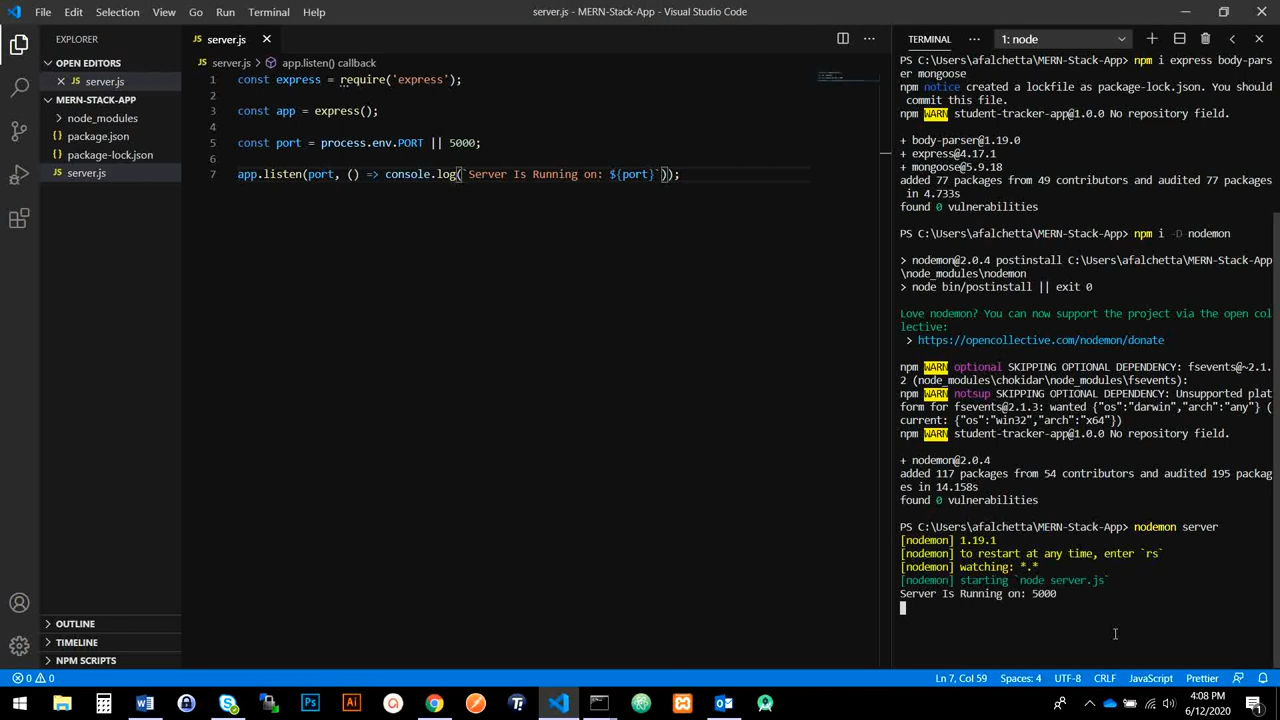 File Edit Selection View Go Run Terminal Help
server.js - MERN-Stack-App - Visual Studio Code
EXPLORER
OPEN EDITORS
server.js
MERN-STACK-APP
node_modules
package.json
package-lock.json
JS server.js
OUTLINE
TIMELINE
NPM SCRIPTS
JS server.js
JS server.js > app.listen() callback
1 const express = require('express');
2
3 const app = express();
4
5 const port = process.env.PORT || 5000;
6
7 app.listen(port, () => console.log(`Server Is Running on: ${port}`));
TERMINAL ... 1: node
PS C:\Users\afalchetta\MERN-Stack-App> npm i express body-pars
er mongoose
npm notice created a lockfile as package-lock.json. You should
commit this file.
npm WARN student-tracker-app@1.0.0 No repository field.
+ body-parser@1.19.0
+ express@4.17.1
+ mongoose@5.9.18
added 77 packages from 49 contributors and audited 77 packages
in 4.733s
found 0 vulnerabilities
PS C:\Users\afalchetta\MERN-Stack-App> npm i -D nodemon
> nodemon@2.0.4 postinstall C:\Users\afalchetta\MERN-Stack-App
\node_modules\nodemon
> node bin/postinstall || exit 0
Love nodemon? You can now support the project via the open col
lective:
> https://opencollective.com/nodemon/donate
npm WARN optional SKIPPING OPTIONAL DEPENDENCY: fsevents@~2.1.
2 (node_modules\chokidar\node_modules\fsevents):
npm WARN notsup SKIPPING OPTIONAL DEPENDENCY: Unsupported plat
form for fsevents@2.1.3: wanted {"os":"darwin","arch":"any"} (
current: {"os":"win32","arch":"x64"})
npm WARN student-tracker-app@1.0.0 No repository field.
+ nodemon@2.0.4
added 117 packages from 54 contributors and audited 195 packag
es in 14.158s
found 0 vulnerabilities
PS C:\Users\afalchetta\MERN-Stack-App> nodemon server
[nodemon] 1.19.1
[nodemon] to restart at any time, enter `rs`
[nodemon] watching: *.*
[nodemon] starting `node server.js`
Server Is Running on: 5000
0 0 Ln 7, Col 59 Spaces: 4 UTF-8 CRLF JavaScript Prettier
4:08 PM
6/12/2020